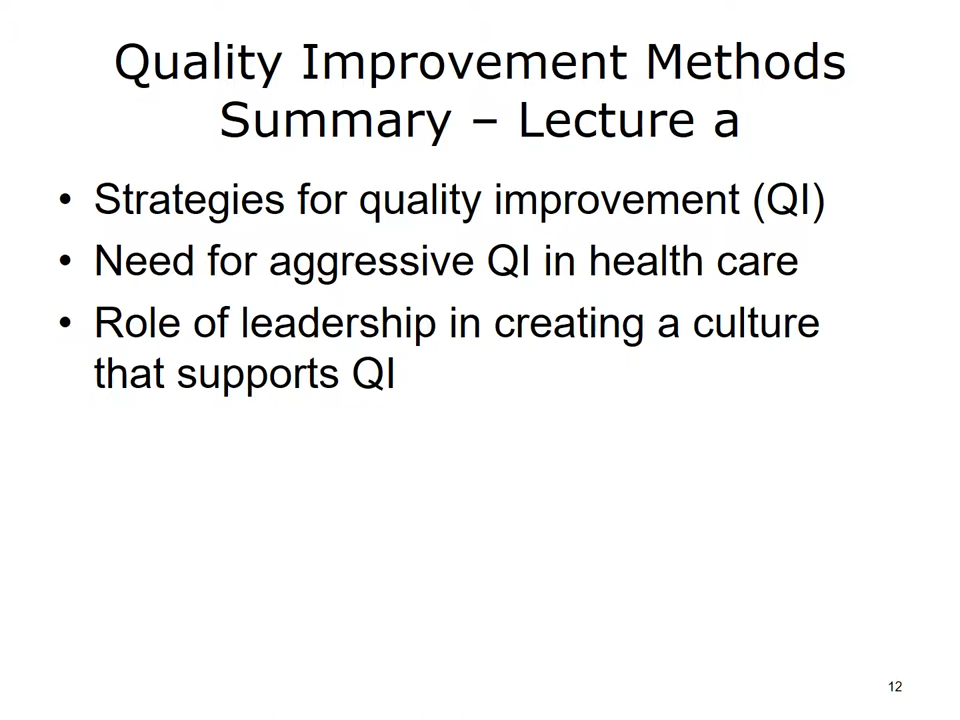 Quality Improvement Methods
Summary – Lecture a
• Strategies for quality improvement (QI)
• Need for aggressive QI in health care
• Role of leadership in creating a culture
that supports QI
12